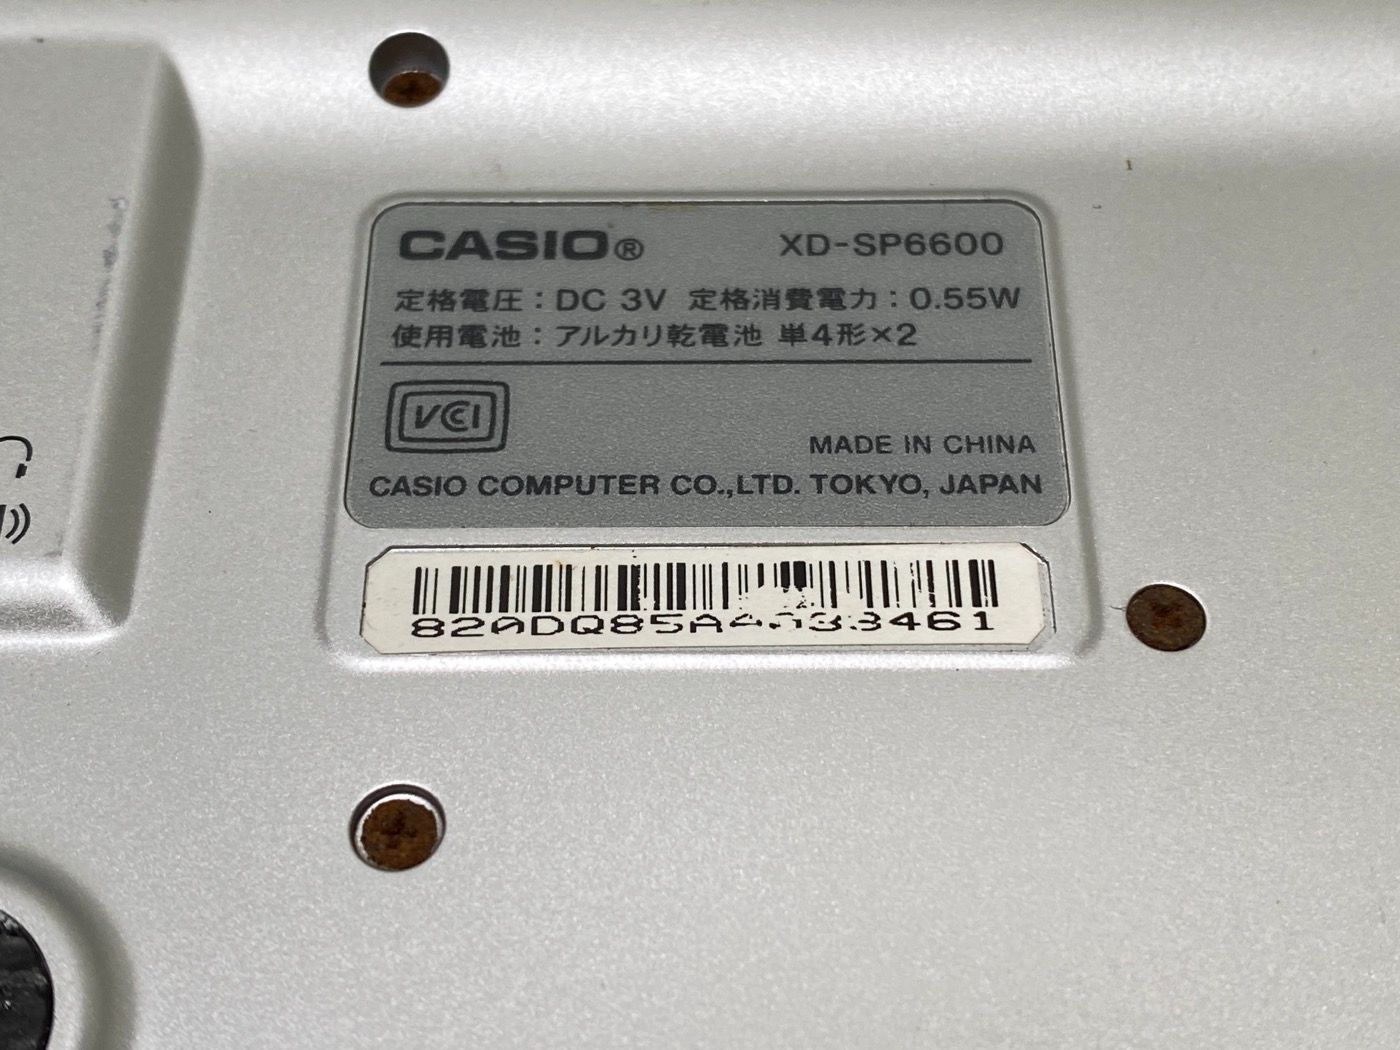 CASIO® XD-SP6600
定格電圧：DC 3V 定格消費電力：0.55W
使用電池：アルカリ乾電池 単4形×2
VCCI
MADE IN CHINA
CASIO COMPUTER CO.,LTD. TOKYO, JAPAN